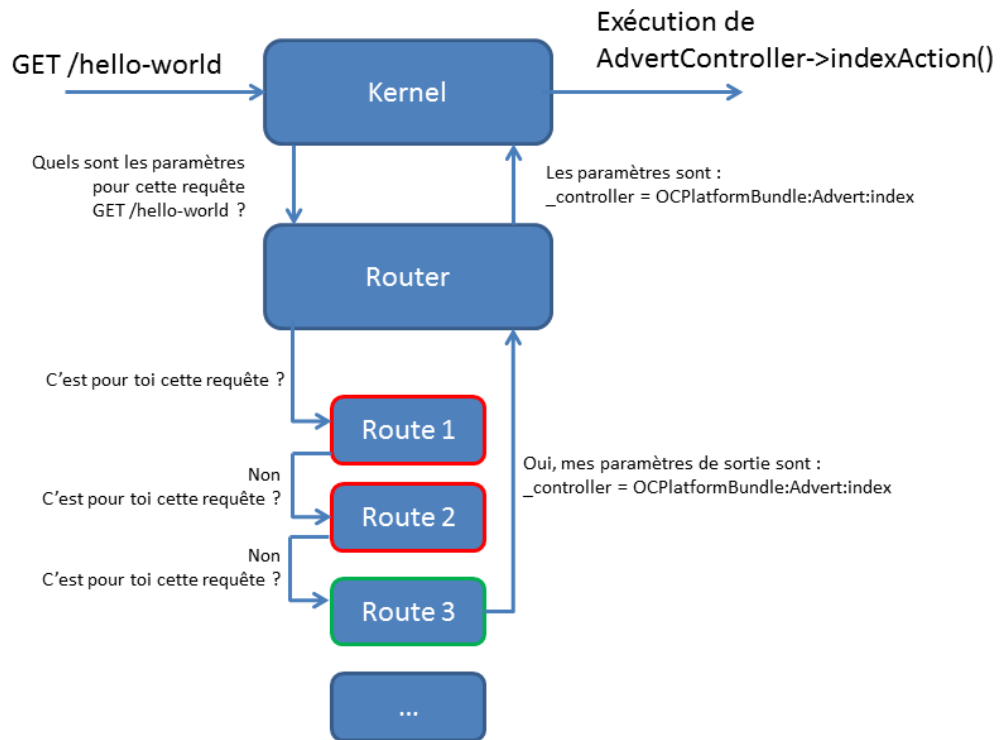 GET /hello-world
Kernel
Exécution de
AdvertController->indexAction()
Quels sont les paramètres
pour cette requête
GET /hello-world ?
Les paramètres sont :
_controller = OCPlatformBundle:Advert:index
Router
C'est pour toi cette requête ?
Route 1
Non
C'est pour toi cette requête ?
Oui, mes paramètres de sortie sont :
_controller = OCPlatformBundle:Advert:index
Route 2
Non
C'est pour toi cette requête ?
Route 3
...